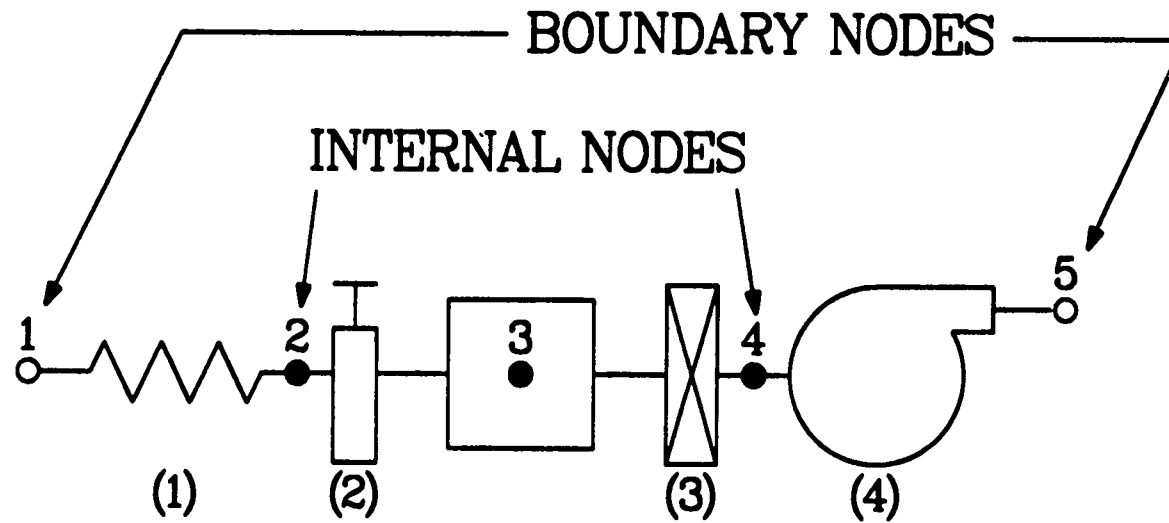 BOUNDARY NODES
INTERNAL NODES
5
1 2 3 4
(1) (2) (3) (4)